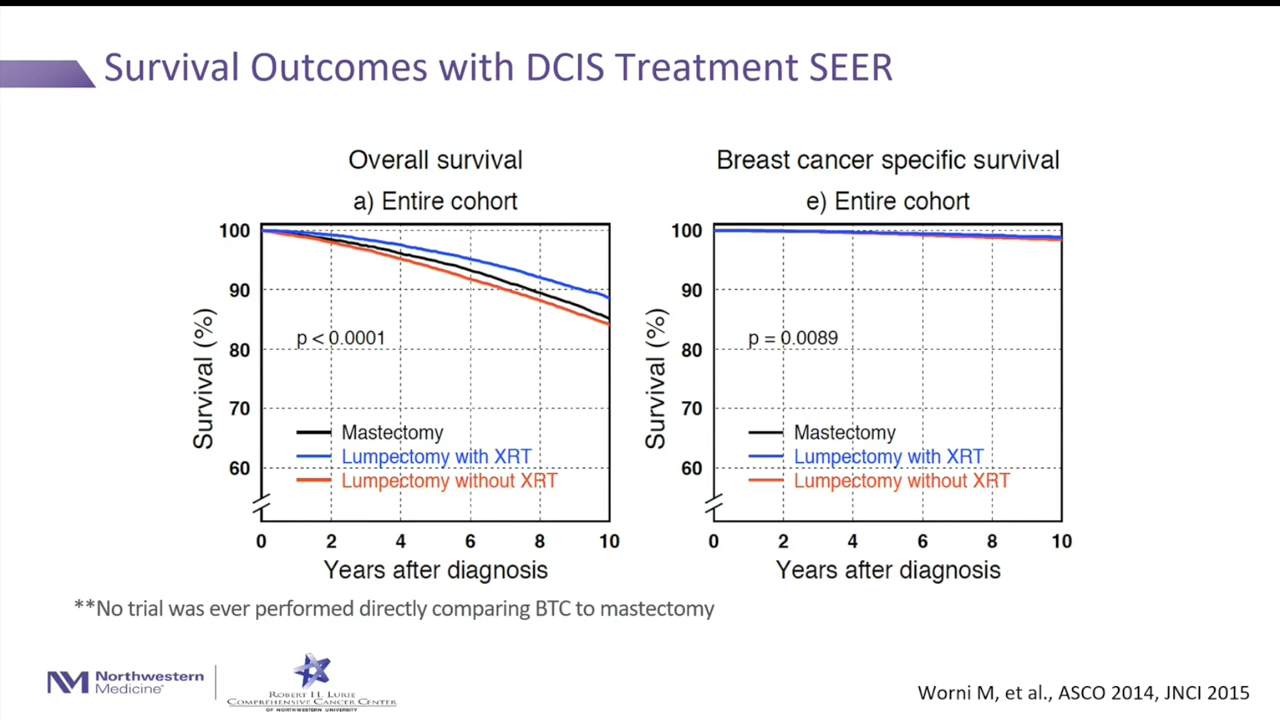 Survival Outcomes with DCIS Treatment SEER
Overall survival
a) Entire cohort
100
90
80
70
60
Survival (%)
p < 0.0001
Mastectomy
Lumpectomy with XRT
Lumpectomy without XRT
0 2 4 6 8 10
Years after diagnosis
Breast cancer specific survival
e) Entire cohort
100
90
80
70
60
Survival (%)
p = 0.0089
Mastectomy
Lumpectomy with XRT
Lumpectomy without XRT
0 2 4 6 8 10
Years after diagnosis
**No trial was ever performed directly comparing BTC to mastectomy
NM Northwestern
Medicine®
Robert H. Lurie
Comprehensive Cancer Center
of Northwestern University
Worni M, et al., ASCO 2014, JNCI 2015